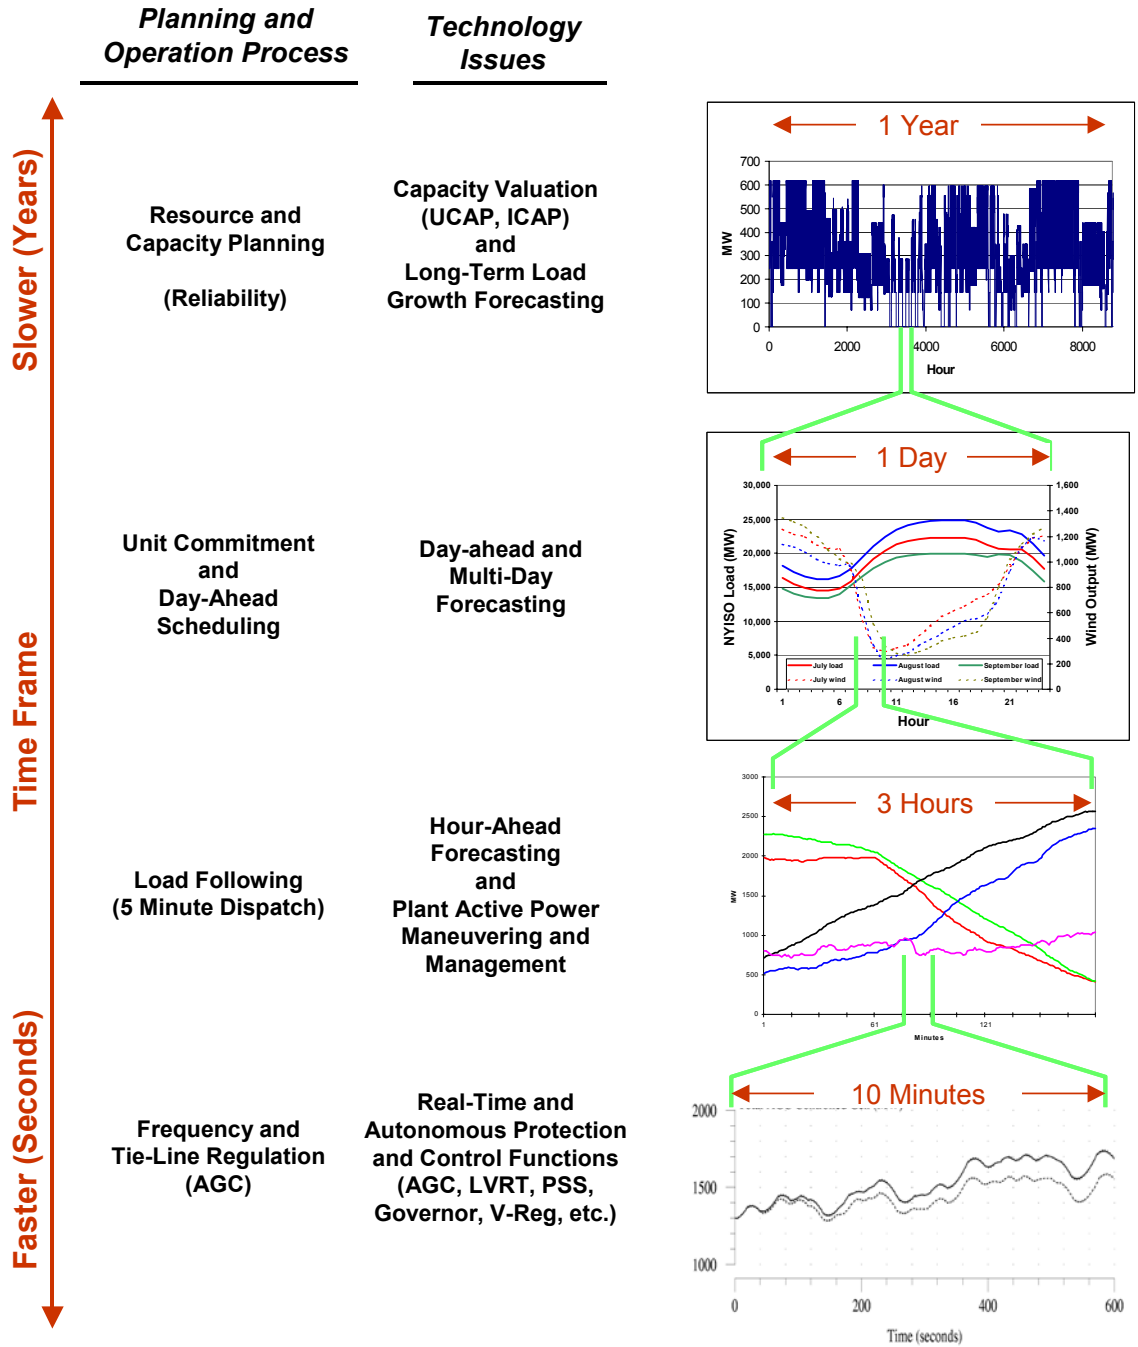 Planning and
Operation Process
Technology
Issues
Slower (Years)
Time Frame
Faster (Seconds)
Resource and
Capacity Planning
(Reliability)
Capacity Valuation
(UCAP, ICAP)
and
Long-Term Load
Growth Forecasting
1 Year
700
600
500
400
300
200
100
0
MW
0
2000
4000
6000
8000
Hour
Unit Commitment
and
Day-Ahead
Scheduling
Day-ahead and
Multi-Day
Forecasting
1 Day
30,000
25,000
20,000
15,000
10,000
5,000
0
NYISO Load (MW)
1,600
1,400
1,200
1,000
800
600
400
200
0
Wind Output (MW)
July load
August load
September load
July wind
August wind
September wind
1
6
11
16
21
Hour
Load Following
(5 Minute Dispatch)
Hour-Ahead
Forecasting
and
Plant Active Power
Maneuvering and
Management
3 Hours
3000
2500
2000
1500
1000
500
0
MW
1
61
121
Minutes
Frequency and
Tie-Line Regulation
(AGC)
Real-Time and
Autonomous Protection
and Control Functions
(AGC, LVRT, PSS,
Governor, V-Reg, etc.)
10 Minutes
2000
1500
1000
0
200
400
600
Time (seconds)